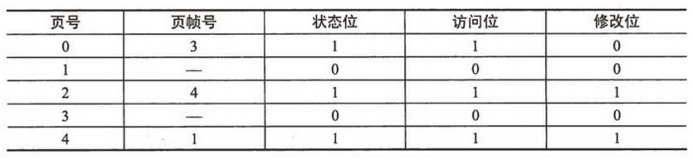 页号 页帧号 状态位 访问位 修改位
0 3 1 1 0
1 — 0 0 0
2 4 1 1 1
3 — 0 0 0
4 1 1 1 1